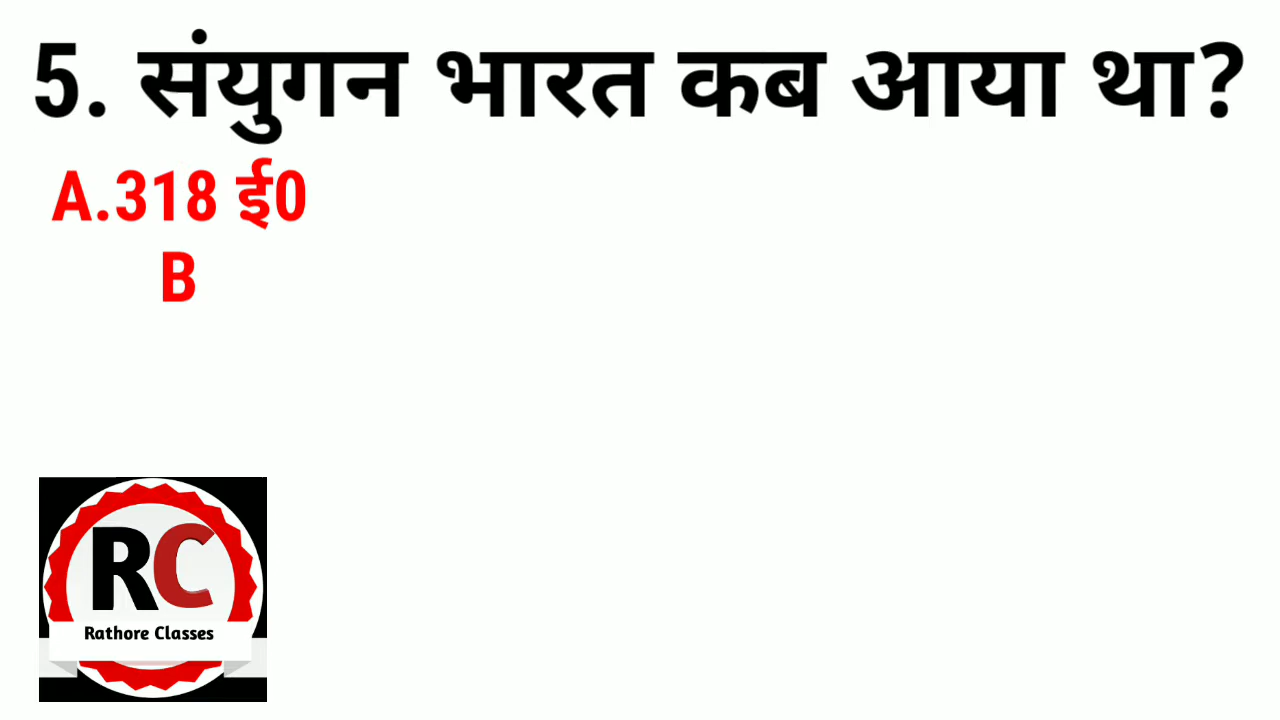 5. संयुगन भारत कब आया था?
A.318 ई0
B
RC
Rathore Classes